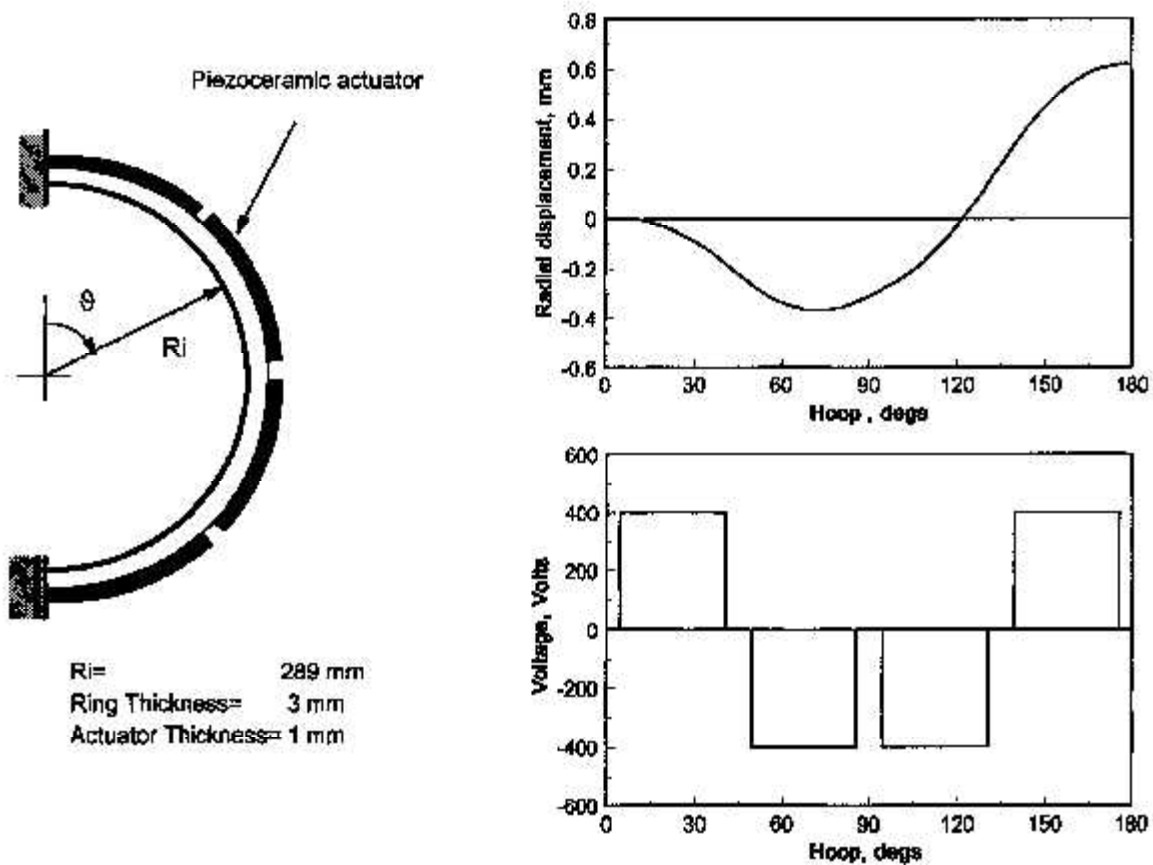 Piezoceramic actuator
ϑ
Ri
Ri= 289 mm
Ring Thickness= 3 mm
Actuator Thickness= 1 mm
0.8
0.6
0.4
0.2
0
-0.2
-0.4
-0.6
Radial displacement, mm
0 30 60 90 120 150 180
Hoop , degs
600
400
200
0
-200
-400
-600
Voltage, Volts
0 30 60 90 120 150 180
Hoop, degs